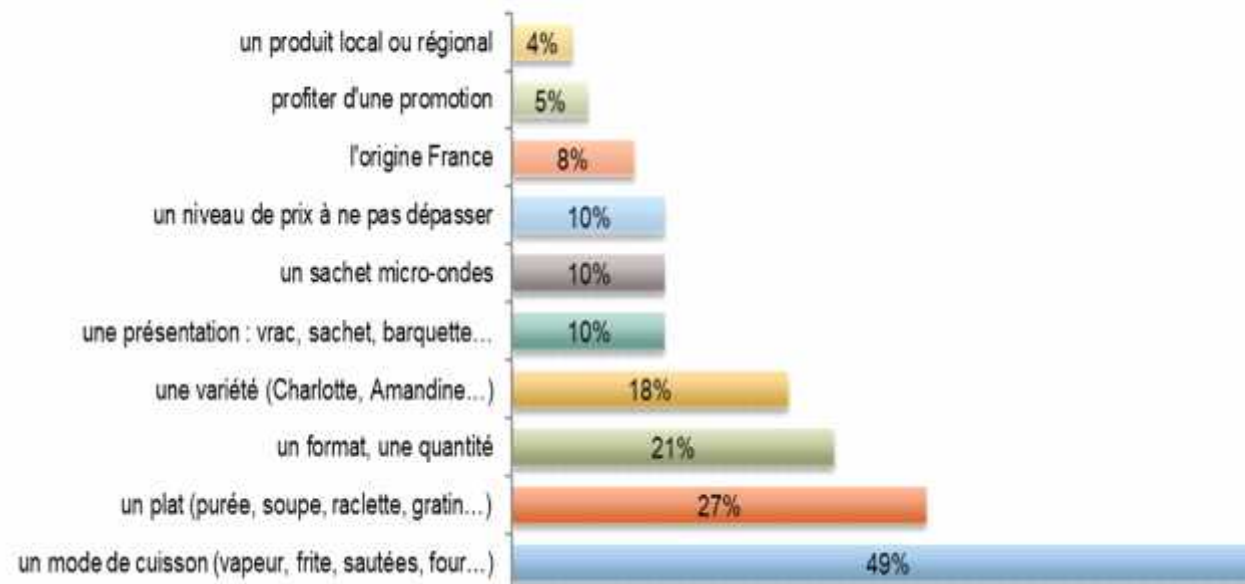 un produit local ou régional 4%
profiter d'une promotion 5%
l'origine France 8%
un niveau de prix à ne pas dépasser 10%
un sachet micro-ondes 10%
une présentation : vrac, sachet, barquette... 10%
une variété (Charlotte, Amandine...) 18%
un format, une quantité 21%
un plat (purée, soupe, raclette, gratin...) 27%
un mode de cuisson (vapeur, frite, sautées, four...) 49%